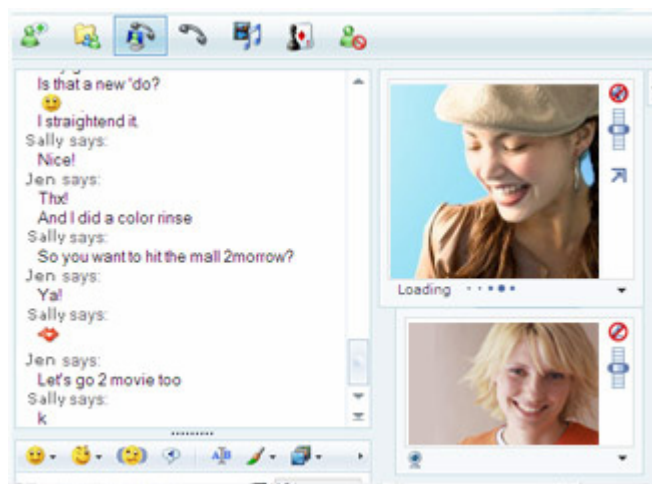 Is that a new 'do?
I straightend it.
Sally says:
Nice!
Jen says:
Thx!
And I did a color rinse
Sally says:
So you want to hit the mall 2morrow?
Jen says:
Ya!
Sally says:
Jen says:
Let's go 2 movie too
Sally says:
k
Loading